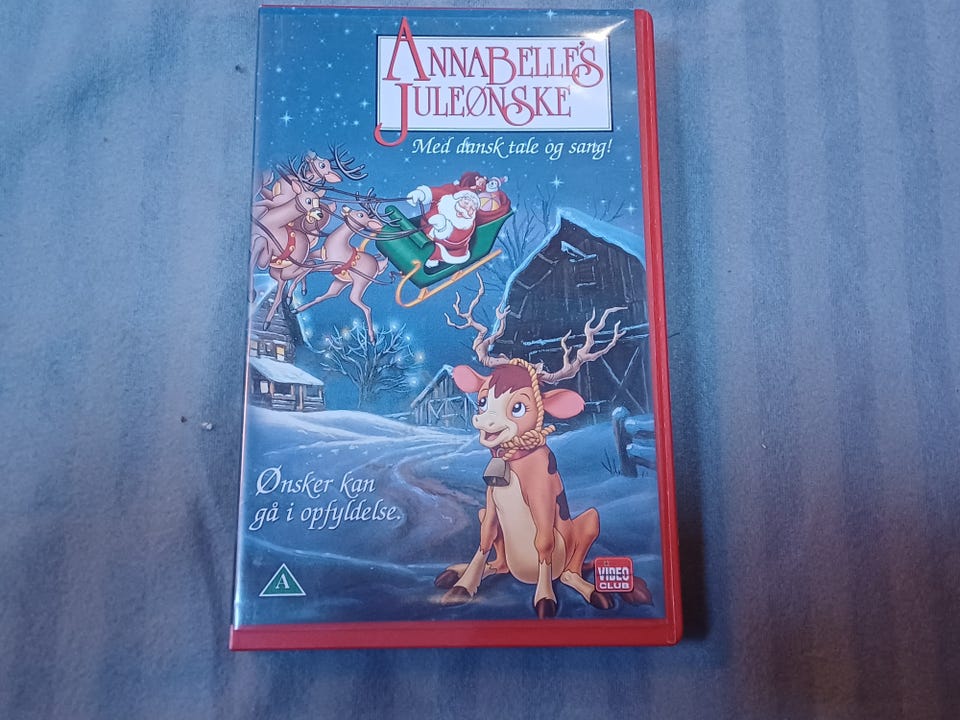 ANNABELLE'S
JULEØNSKE
Med dansk tale og sang!
Ønsker kan
gå i opfyldelse.
A
VIDEO
CLUB